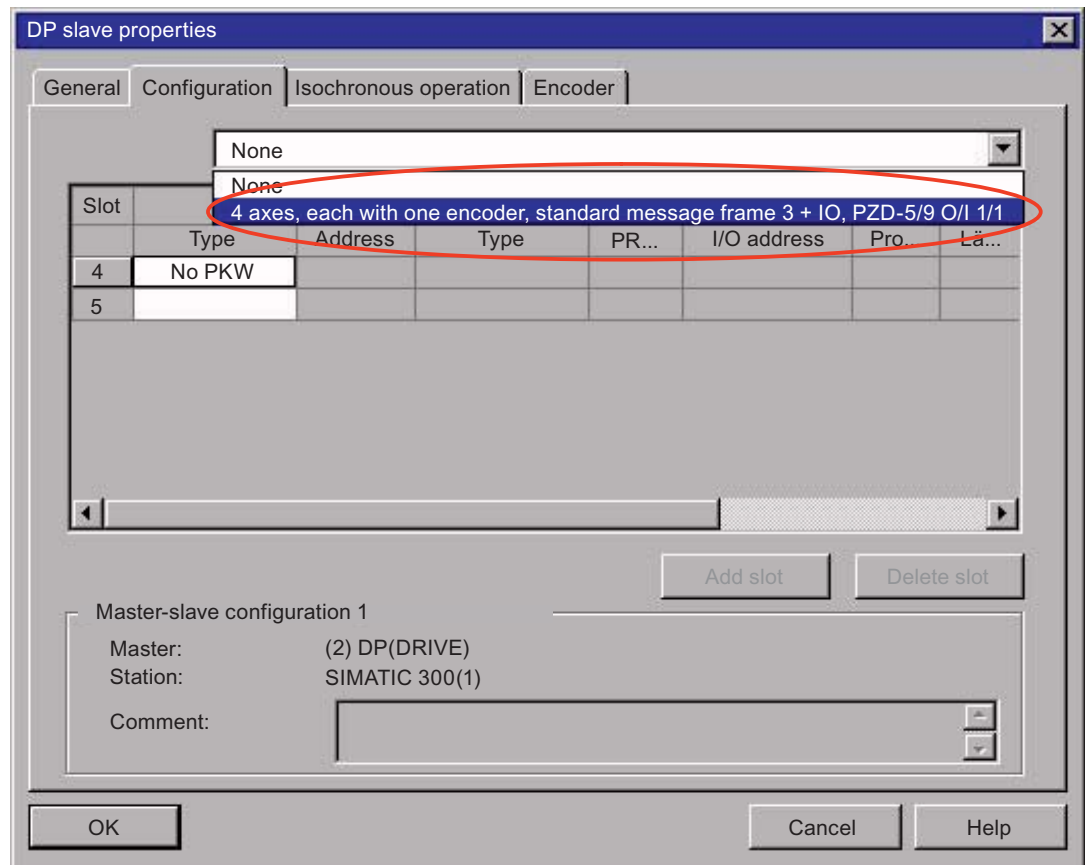 DP slave properties
General Configuration Isochronous operation Encoder
None
None
4 axes, each with one encoder, standard message frame 3 + IO, PZD-5/9 O/I 1/1
Slot
Type Address Type PR... I/O address Pro... Lä...
4 No PKW
5
Add slot Delete slot
Master-slave configuration 1
Master: (2) DP(DRIVE)
Station: SIMATIC 300(1)
Comment:
OK Cancel Help